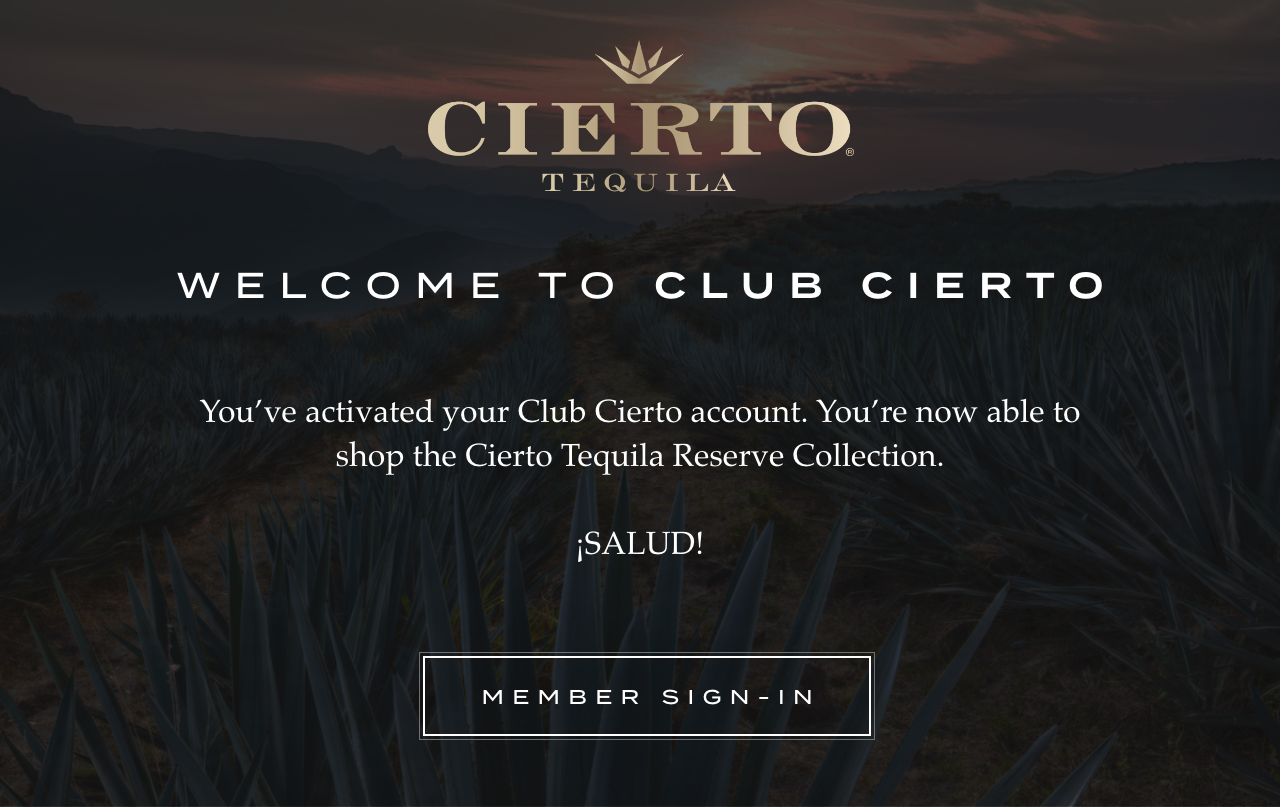 CIERTO®
TEQUILA
WELCOME TO CLUB CIERTO
You’ve activated your Club Cierto account. You’re now able to
shop the Cierto Tequila Reserve Collection.
¡SALUD!
MEMBER SIGN-IN